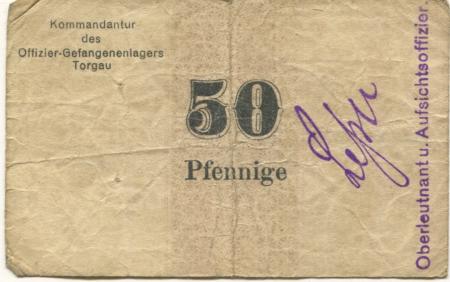 Kommandantur
des
Offizier-Gefangenenlagers
Torgau
50
Pfennige
Oberleutnant u. Aufsichtsoffizier.